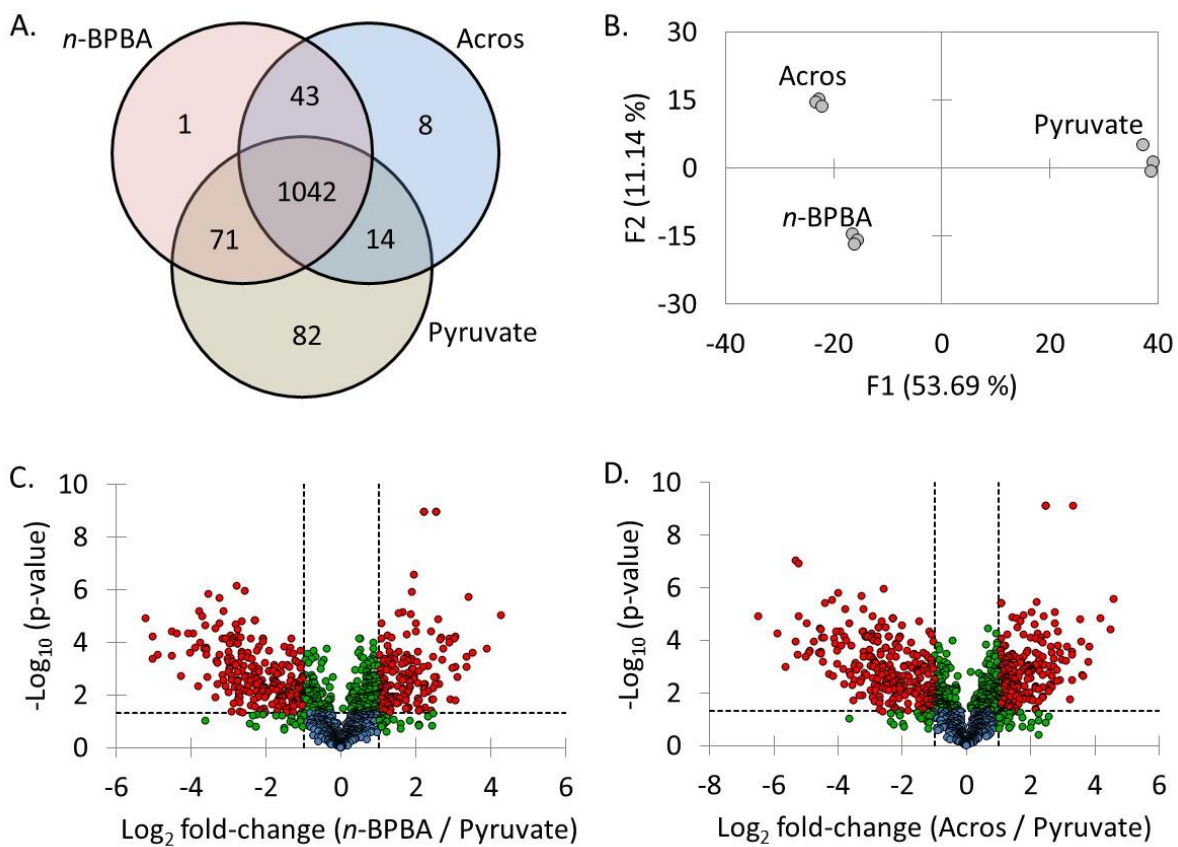 A.
n-BPBA
Acros
43
1
8
1042
71
14
82
Pyruvate
B.
30
15
0
-15
-30
F2 (11.14 %)
Acros
Pyruvate
n-BPBA
-40
-20
0
20
40
F1 (53.69 %)
C.
10
8
6
4
2
0
-Log10 (p-value)
-6
-4
-2
0
2
4
6
Log2 fold-change (n-BPBA / Pyruvate)
D.
10
8
6
4
2
0
-Log10 (p-value)
-8
-6
-4
-2
0
2
4
6
Log2 fold-change (Acros / Pyruvate)